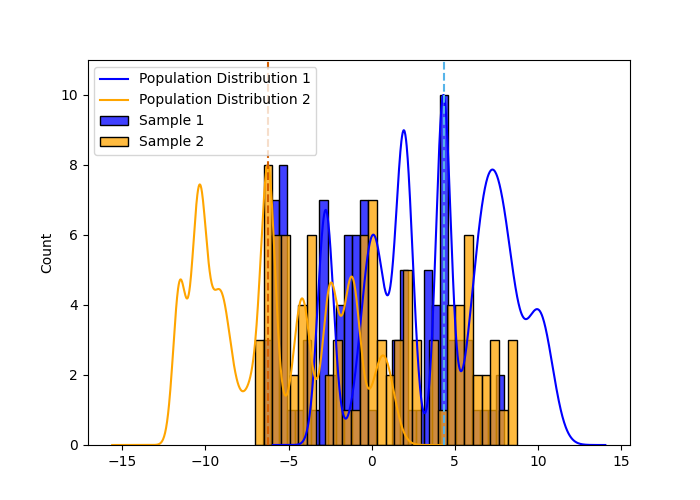 Population Distribution 1
Population Distribution 2
Sample 1
Sample 2
Count
10
8
6
4
2
0
−15 −10 −5 0 5 10 15